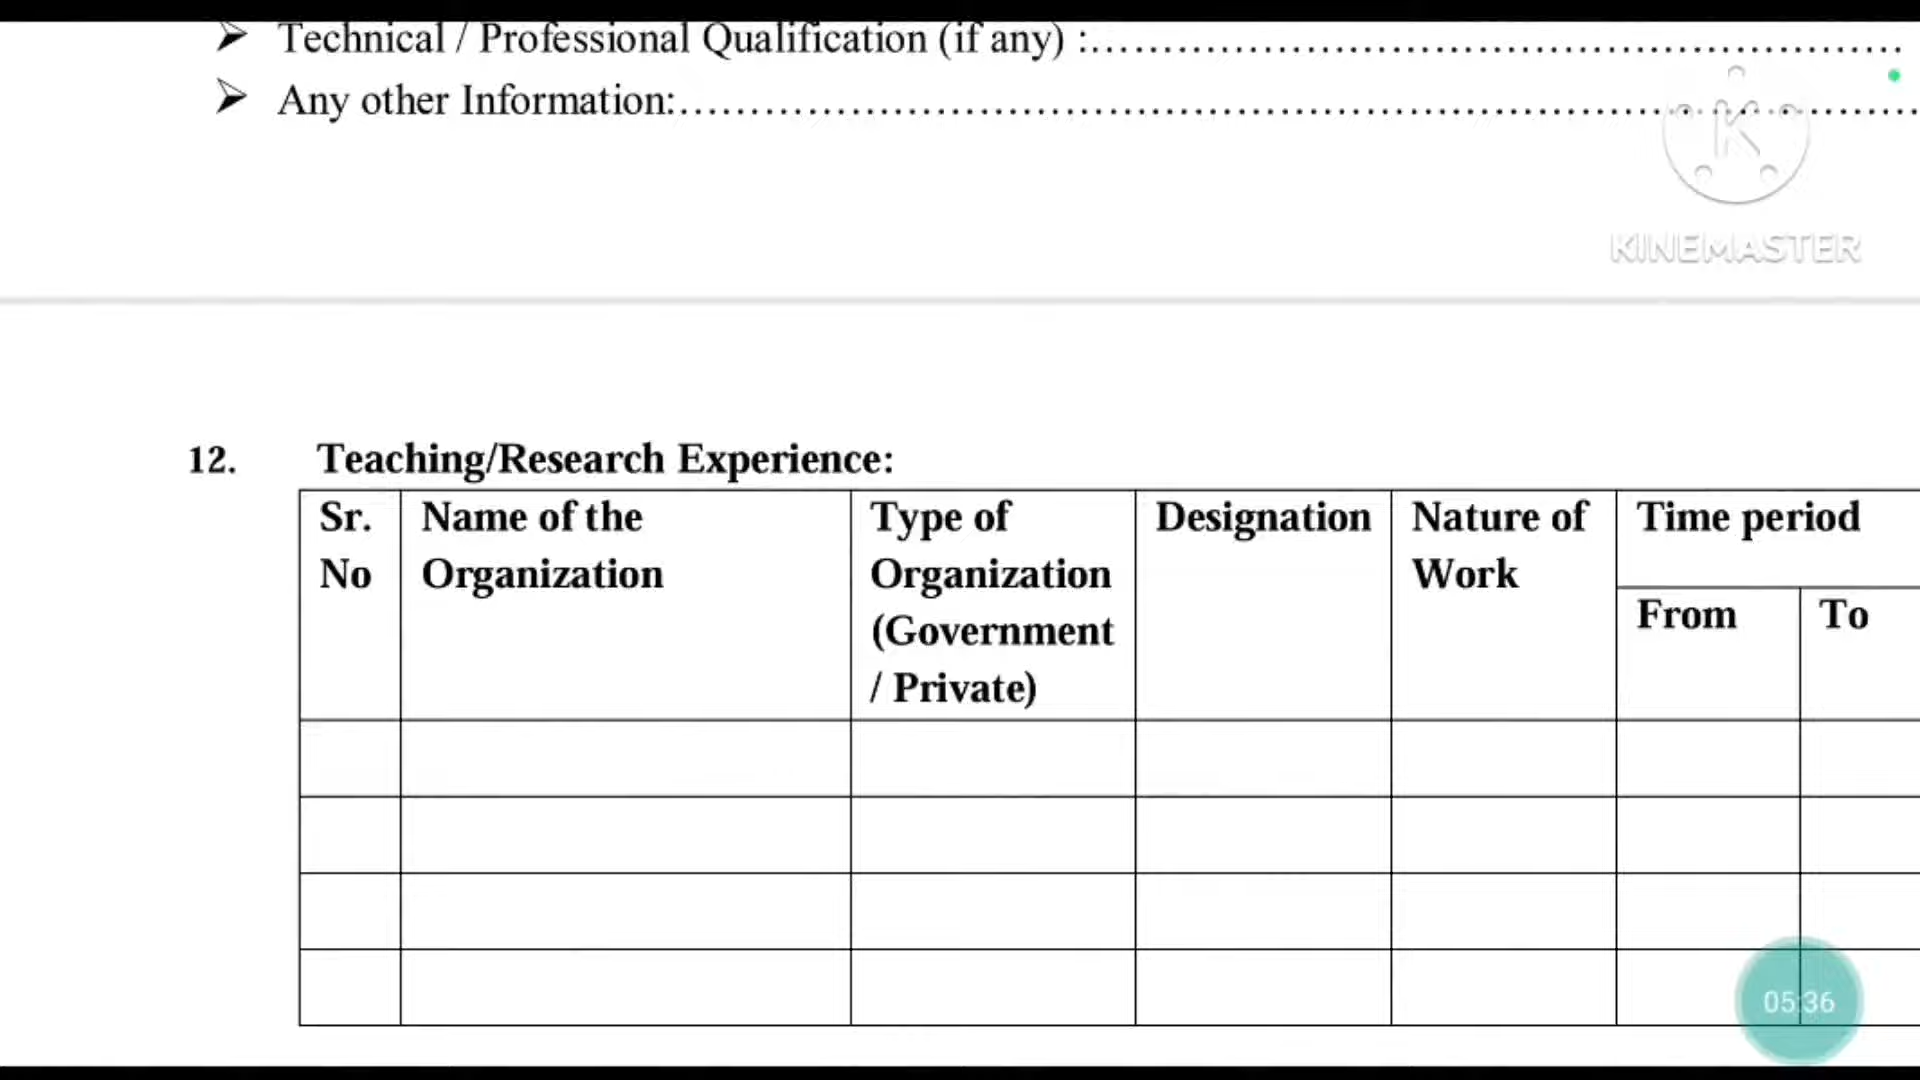 ➢ Technical / Professional Qualification (if any) :..........................................................
➢ Any other Information:.....................................................................................
KINEMASTER
12. Teaching/Research Experience:
Sr. No
Name of the Organization
Type of Organization (Government / Private)
Designation
Nature of Work
Time period
From
To
05:36